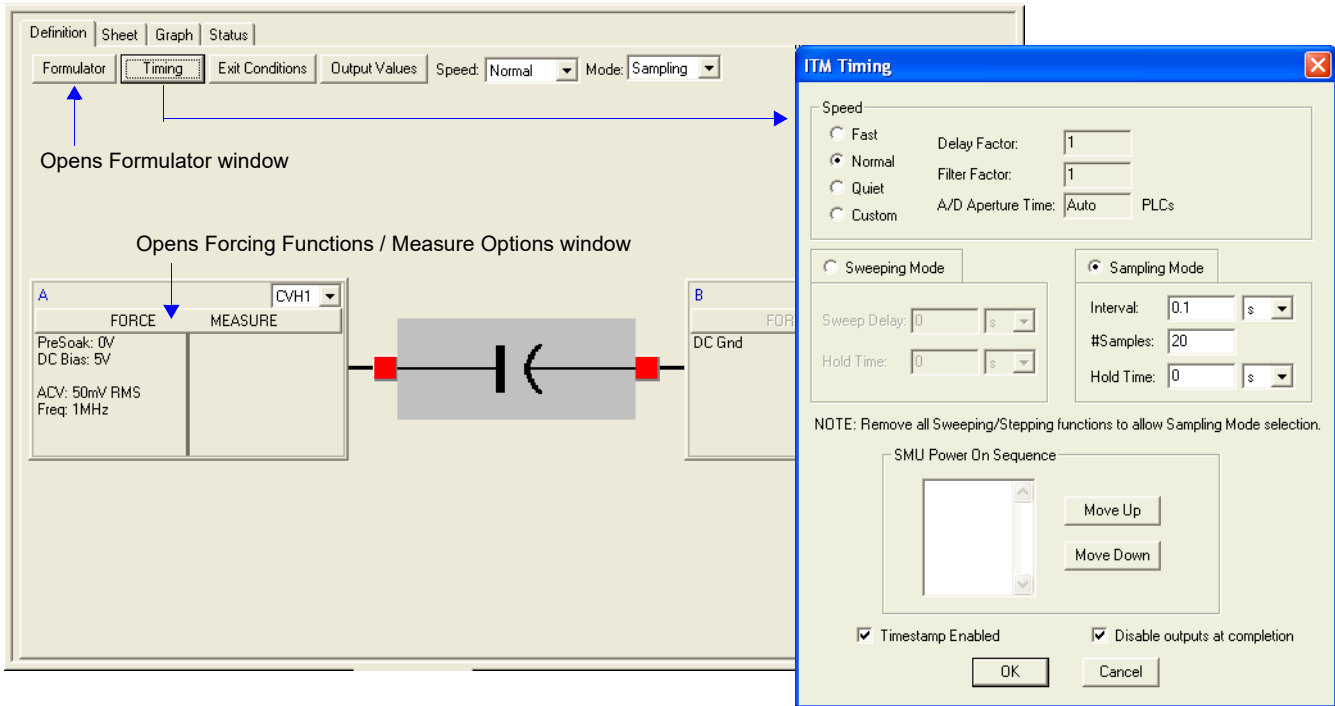 Definition Sheet Graph Status
Formulator Timing Exit Conditions Output Values Speed: Normal Mode: Sampling
Opens Formulator window
Opens Forcing Functions / Measure Options window
A CVH1
FORCE MEASURE
PreSoak: 0V
DC Bias: 5V
ACV: 50mV RMS
Freq: 1MHz
B
FOR
DC Gnd
ITM Timing
Speed
Fast
Normal
Quiet
Custom
Delay Factor: 1
Filter Factor: 1
A/D Aperture Time: Auto PLCs
Sweeping Mode
Sweep Delay: 0 s
Hold Time: 0 s
Sampling Mode
Interval: 0.1 s
#Samples: 20
Hold Time: 0 s
NOTE: Remove all Sweeping/Stepping functions to allow Sampling Mode selection.
SMU Power On Sequence
Move Up
Move Down
Timestamp Enabled Disable outputs at completion
OK Cancel